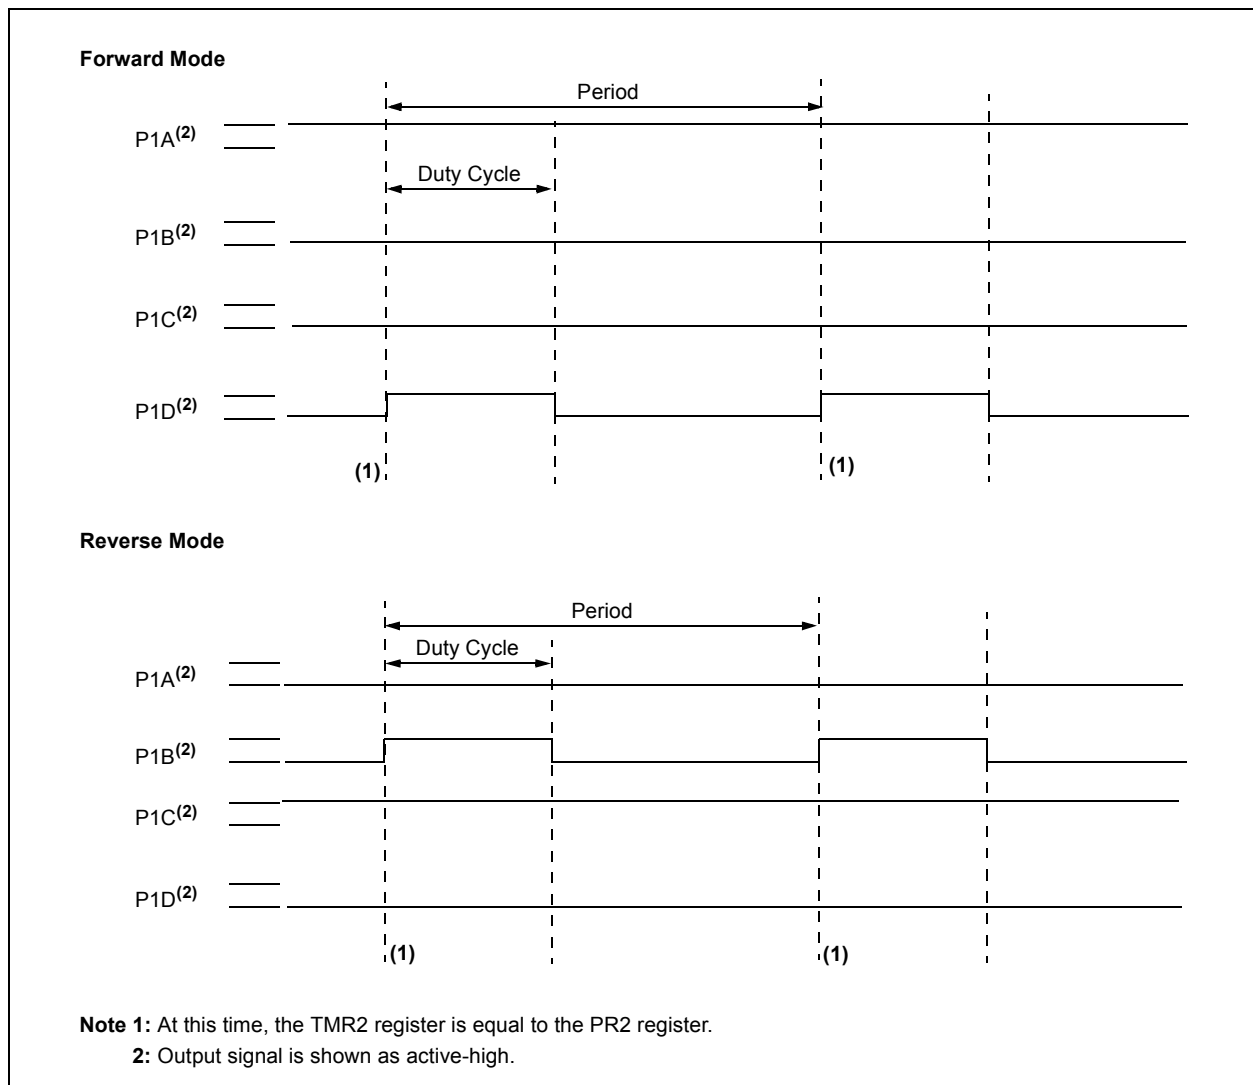 Forward Mode
Period
P1A(2)
Duty Cycle
P1B(2)
P1C(2)
P1D(2)
(1)
(1)
Reverse Mode
Period
Duty Cycle
P1A(2)
P1B(2)
P1C(2)
P1D(2)
(1)
(1)
Note 1: At this time, the TMR2 register is equal to the PR2 register.
2: Output signal is shown as active-high.